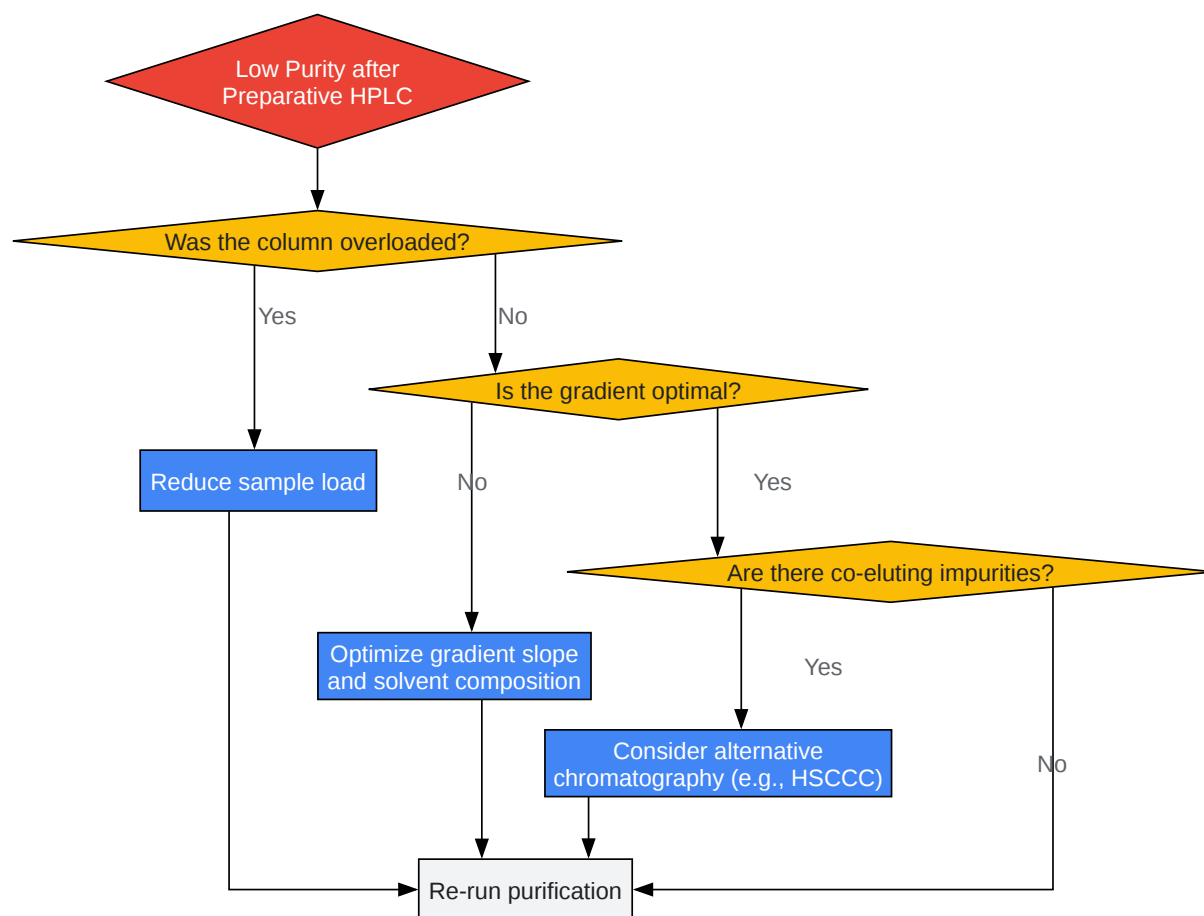 Low Purity after
Preparative HPLC
Was the column overloaded?
Yes
No
Is the gradient optimal?
Reduce sample load
No
Yes
Are there co-eluting impurities?
Optimize gradient slope
and solvent composition
Yes
Consider alternative
chromatography (e.g., HSCCC)
No
Re-run purification